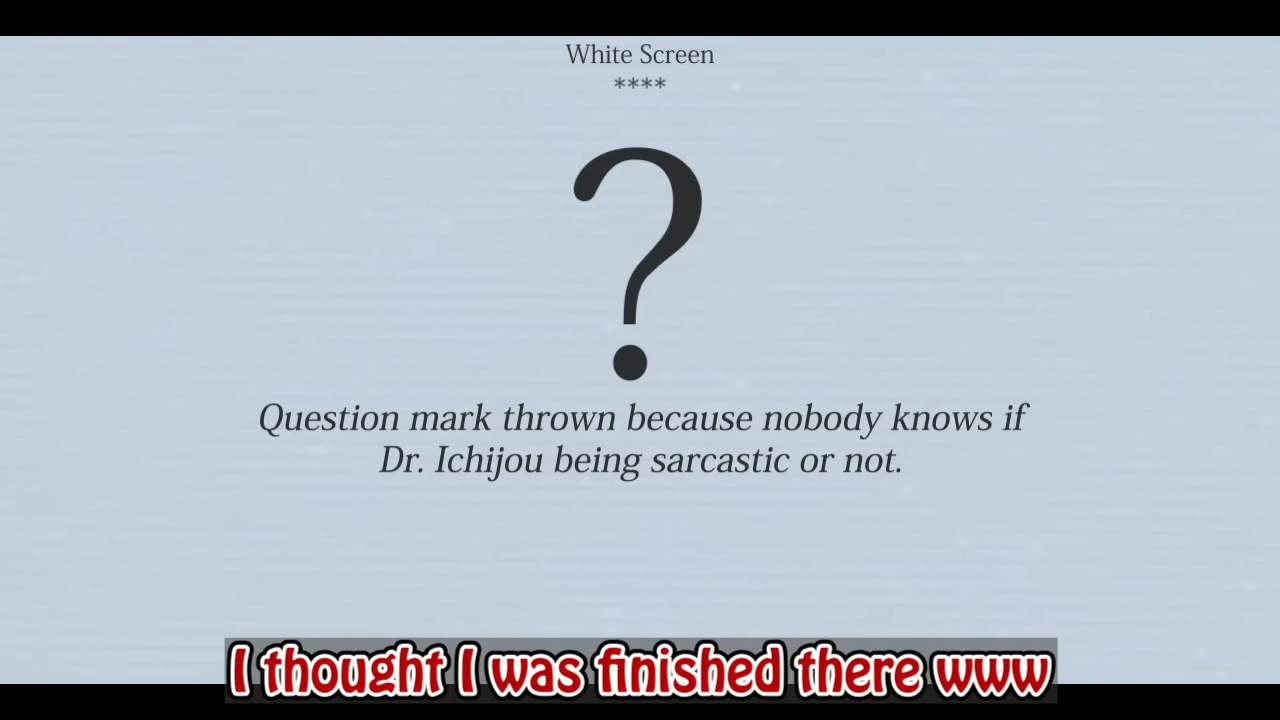 White Screen
****
?
Question mark thrown because nobody knows if
Dr. Ichijou being sarcastic or not.
I thought I was finished there www